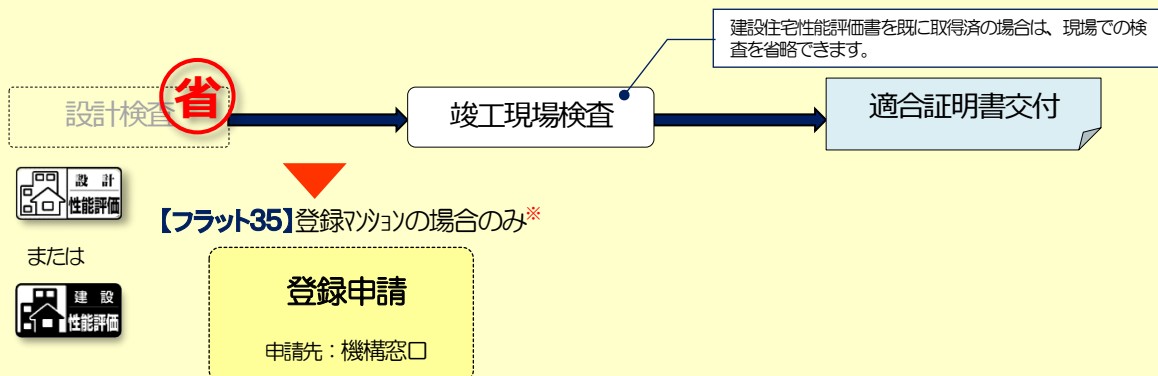 建設住宅性能評価書を既に取得済の場合は、現場での検
査を省略できます。
設計検査
省
竣工現場検査
適合証明書交付
設 計
性能評価
【フラット35】登録マンションの場合のみ※
または
建 設
性能評価
登録申請
申請先：機構窓口